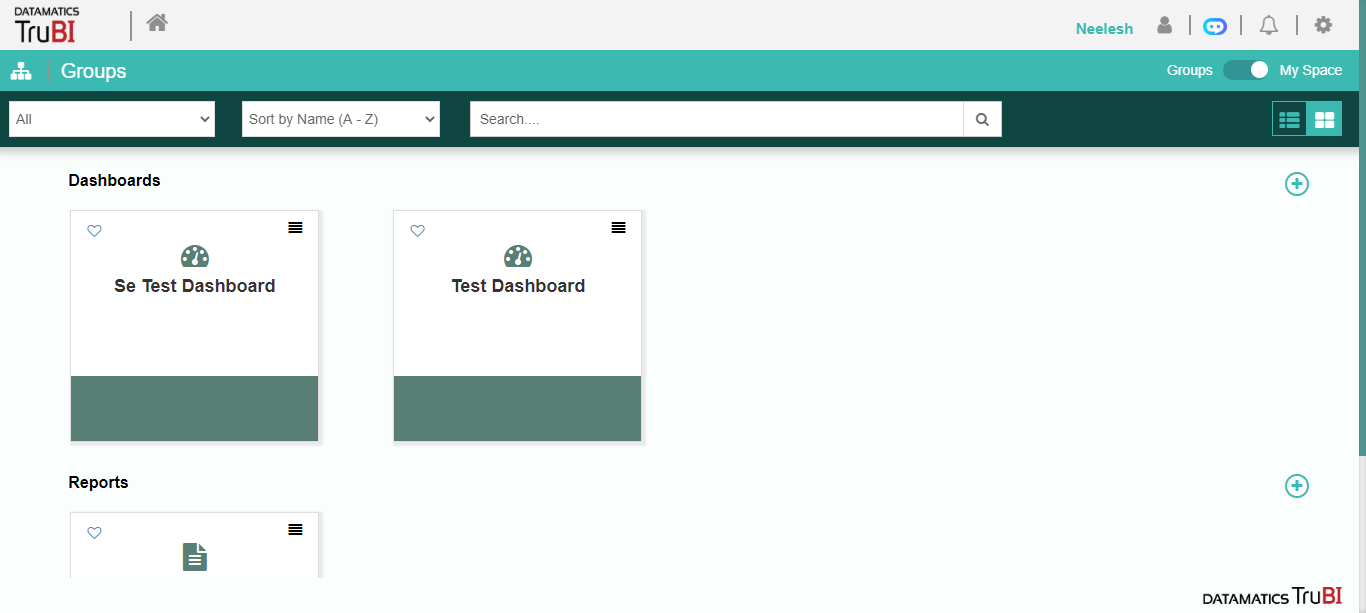 DATAMATICS
TruBI
Neelesh
Groups
Groups
My Space
All
Sort by Name (A - Z)
Search....
Dashboards
Se Test Dashboard
Test Dashboard
Reports
DATAMATICS TruBI